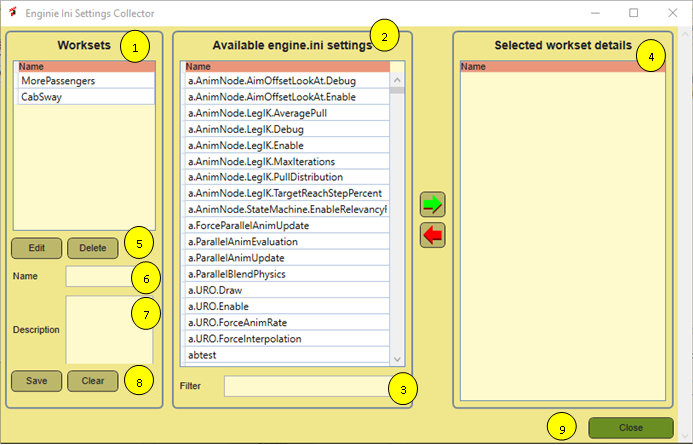 Enginie Ini Settings Collector
Worksets
1
Name
MorePassengers
CabSway
Edit
Delete
5
Name
6
Description
7
Save
Clear
8
Available engine.ini settings
2
Name
a.AnimNode.AimOffsetLookAt.Debug
a.AnimNode.AimOffsetLookAt.Enable
a.AnimNode.LegIK.AveragePull
a.AnimNode.LegIK.Debug
a.AnimNode.LegIK.Enable
a.AnimNode.LegIK.MaxIterations
a.AnimNode.LegIK.PullDistribution
a.AnimNode.LegIK.TargetReachStepPercent
a.AnimNode.StateMachine.EnableRelevancyR
a.ForceParallelAnimUpdate
a.ParallelAnimEvaluation
a.ParallelAnimUpdate
a.ParallelBlendPhysics
a.URO.Draw
a.URO.Enable
a.URO.ForceAnimRate
a.URO.ForceInterpolation
abtest
Filter
3
Selected workset details
4
Name
9
Close